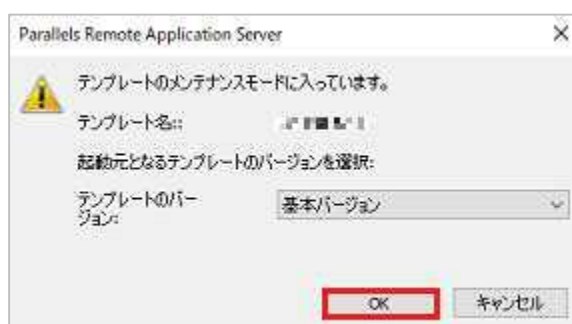 Parallels Remote Application Server
テンプレートのメンテナンスモードに入っています。
テンプレート名::
起動元となるテンプレートのバージョンを選択:
テンプレートのバー
ジョン:
基本バージョン
OK
キャンセル